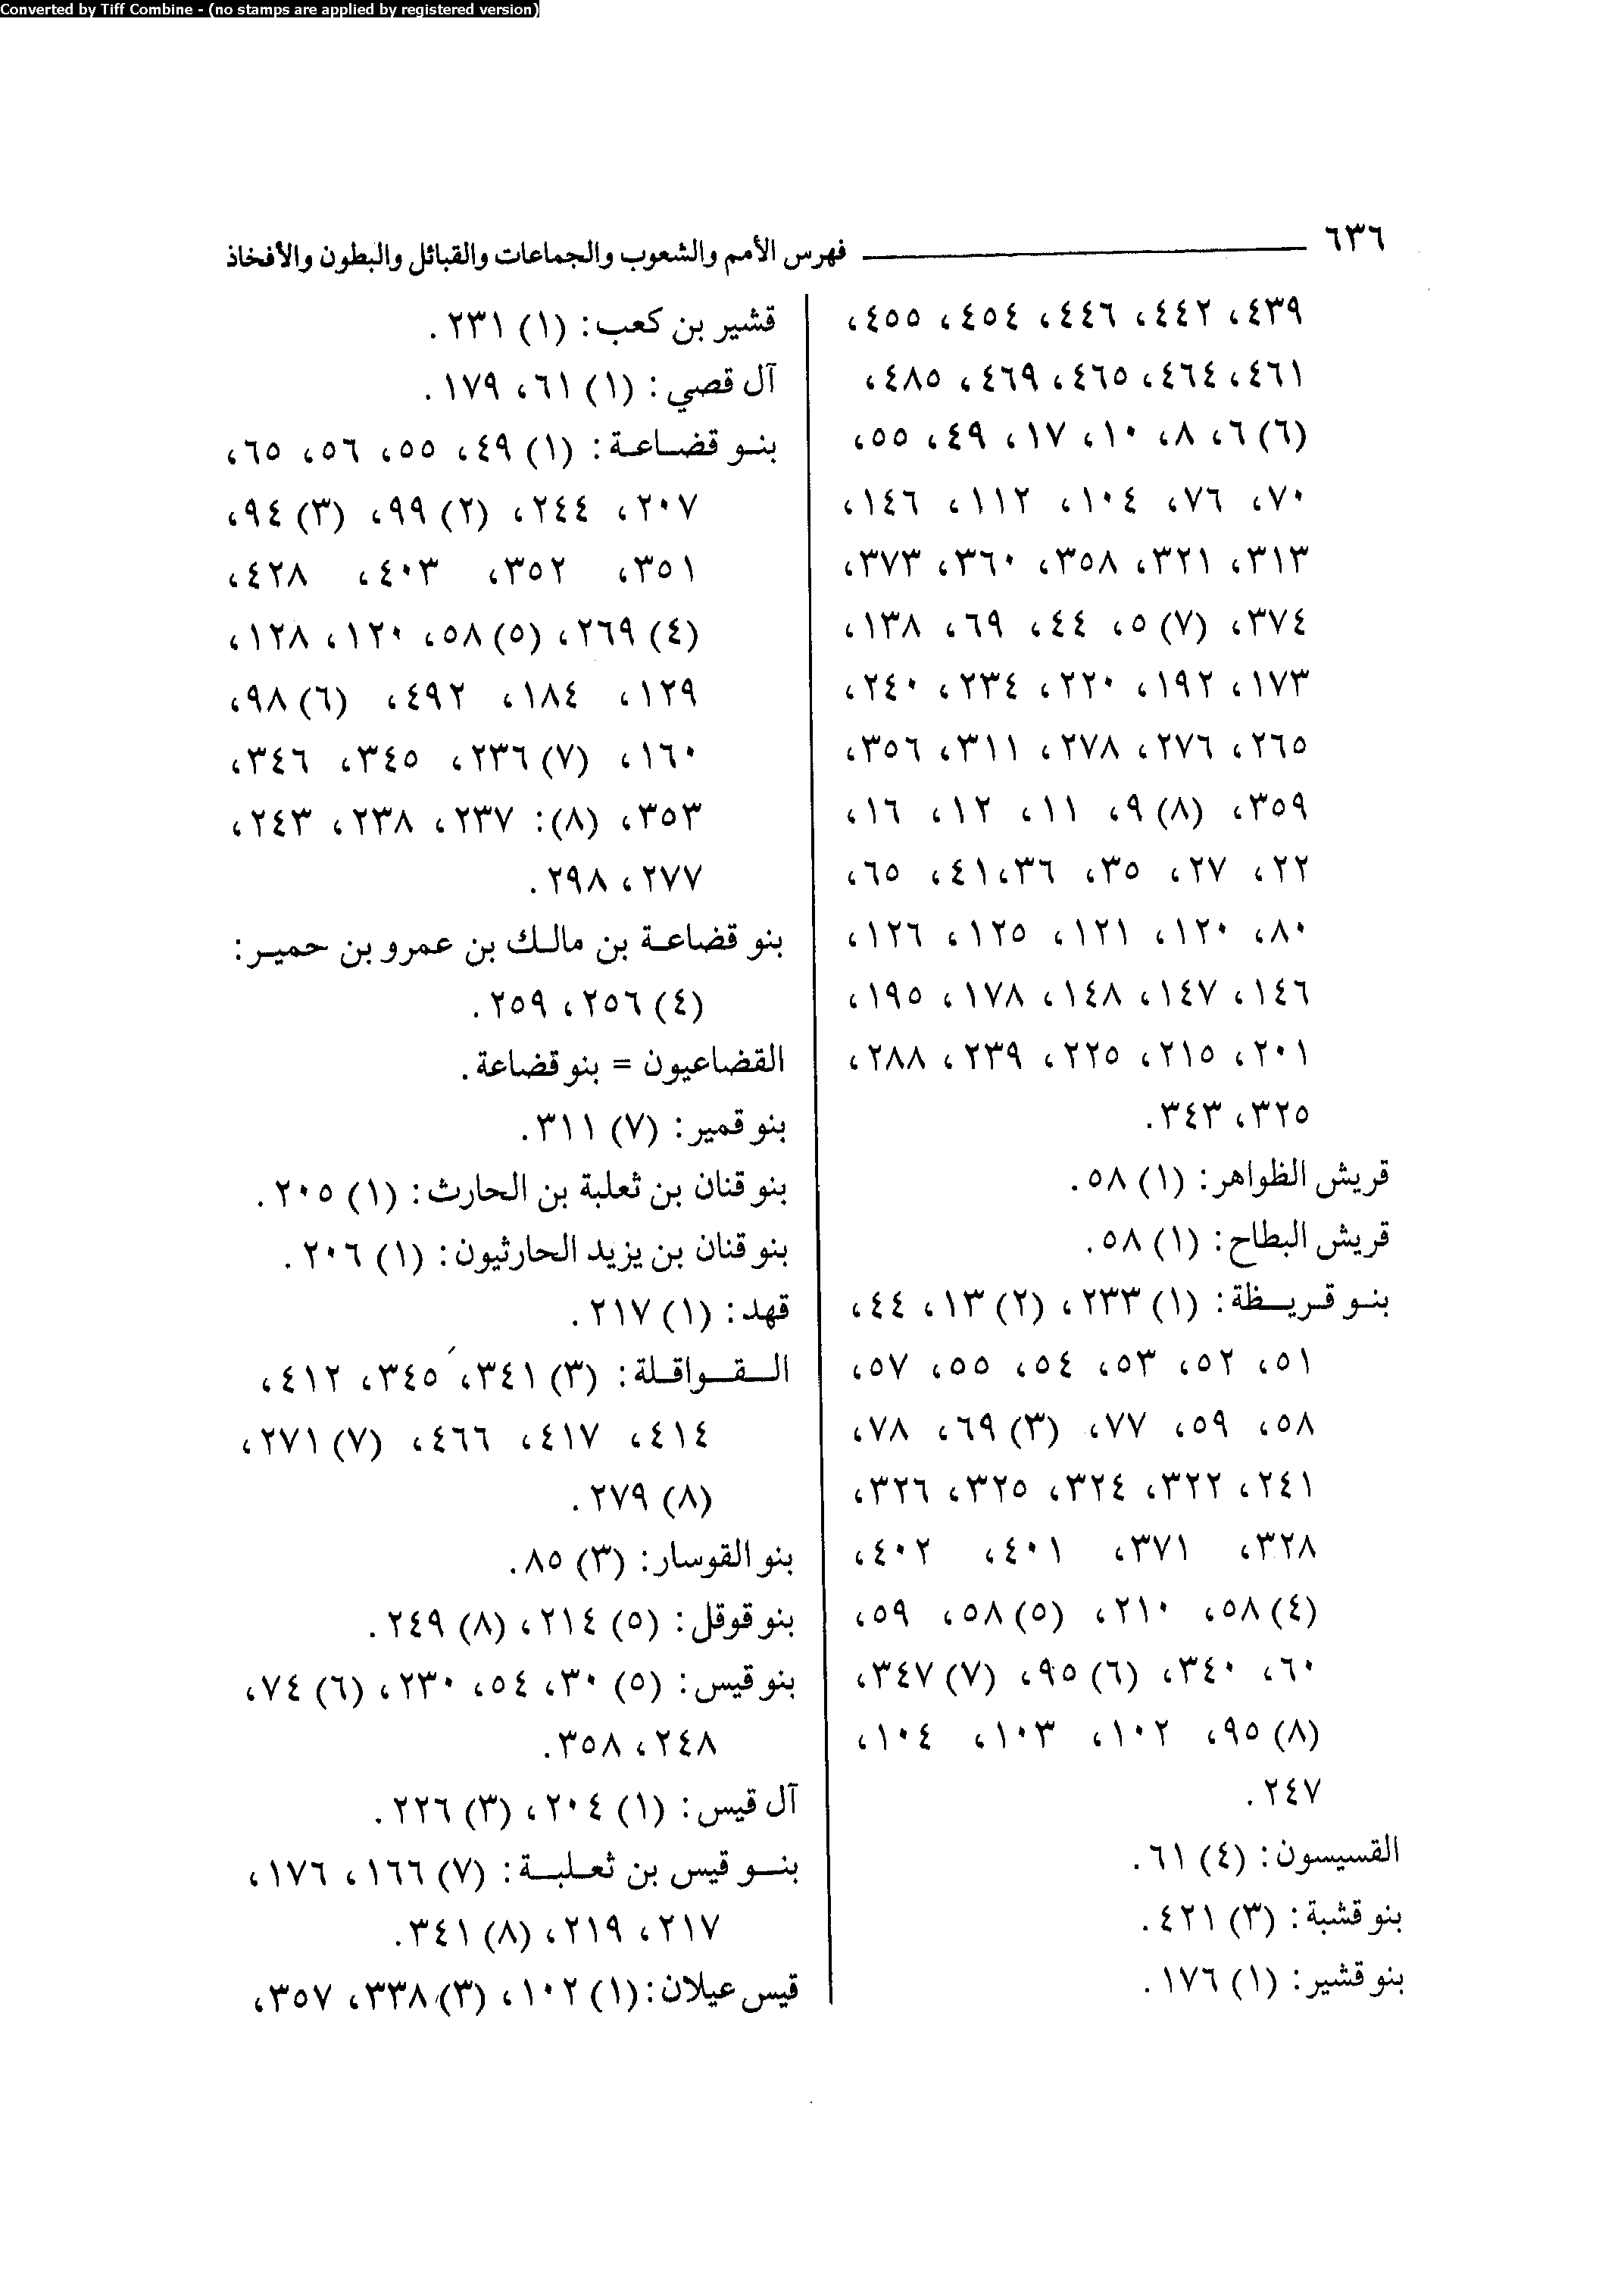 Converted by Tiff Combine - (no stamps are applied by registered version)
٦٣٦ فهرس الأمم والشعوب والجماعات والقبائل والبطون والأفخاذ
٤٣٩، ٤٤٢، ٤٤٦، ٤٥٤، ٤٥٥،
٤٦١، ٤٦٤، ٤٦٥، ٤٦٩، ٤٨٥،
(٦) ٦، ٨، ١٠، ١٧، ٤٩، ٥٥،
٧٠، ٧٦، ١٠٤، ١١٢، ١٤٦،
٣١٣، ٣٢١، ٣٥٨، ٣٦٠، ٣٧٣،
٣٧٤، (٧) ٥، ٤٤، ٦٩، ١٣٨،
١٧٣، ١٩٢، ٢٢٠، ٢٣٤، ٢٤٠،
٢٦٥، ٢٧٦، ٢٧٨، ٣١١، ٣٥٦،
٣٥٩، (٨) ٩، ١١، ١٢، ١٦،
٢٢، ٢٧، ٣٥، ٣٦،٤١، ٦٥،
٨٠، ١٢٠، ١٢١، ١٢٥، ١٢٦،
١٤٦، ١٤٧، ١٤٨، ١٧٨، ١٩٥،
٢٠١، ٢١٥، ٢٢٥، ٢٣٩، ٢٨٨،
٣٢٥، ٣٤٣.
قريش الظواهر: (١) ٥٨.
قريش البطاح: (١) ٥٨.
بنو قريظة: (١) ٢٣٣، (٢) ١٣، ٤٤،
٥١، ٥٢، ٥٣، ٥٤، ٥٥، ٥٧،
٥٨، ٥٩، ٧٧، (٣) ٦٩، ٧٨،
٢٤١، ٣٢٢، ٣٢٤، ٣٢٥، ٣٢٦،
٣٢٨، ٣٧١، ٤٠١، ٤٠٢،
(٤) ٥٨، ٢١٠، (٥) ٥٨، ٥٩،
٦٠، ٣٤٠، (٦) ٩٥، (٧) ٣٤٧،
(٨) ٩٥، ١٠٢، ١٠٣، ١٠٤،
٢٤٧.
القسيسون: (٤) ٦١.
بنو قشبة: (٣) ٤٢١.
بنو قشير: (١) ١٧٦.
قشير بن كعب: (١) ٢٣١.
آل قصي: (١) ٦١، ١٧٩.
بنو قضاعة: (١) ٤٩، ٥٥، ٥٦، ٦٥،
٢٠٧، ٢٤٤، (٢) ٩٩، (٣) ٩٤،
٣٥١، ٣٥٢، ٤٠٣، ٤٢٨،
(٤) ٢٦٩، (٥) ٥٨، ١٢٠، ١٢٨،
١٢٩، ١٨٤، ٤٩٢، (٦) ٩٨،
١٦٠، (٧) ٢٣٦، ٣٤٥، ٣٤٦،
٣٥٣، (٨): ٢٣٧، ٢٣٨، ٢٤٣،
٢٧٧، ٢٩٨.
بنو قضاعة بن مالك بن عمرو بن حمير:
(٤) ٢٥٦، ٢٥٩.
القضاعيون = بنو قضاعة.
بنو قمير: (٧) ٣١١.
بنو قنان بن ثعلبة بن الحارث: (١) ٢٠٥.
بنو قنان بن يزيد الحارثيون: (١) ٢٠٦.
قهد: (١) ٢١٧.
القواقلة: (٣) ٣٤١، ٣٤٥، ٤١٢،
٤١٤، ٤١٧، ٤٦٦، (٧) ٢٧١،
(٨) ٢٧٩.
بنو القوسار: (٣) ٨٥.
بنو قوقل: (٥) ٢١٤، (٨) ٢٤٩.
بنو قيس: (٥) ٣٠، ٥٤، ٢٣٠، (٦) ٧٤،
٢٤٨، ٣٥٨.
آل قيس: (١) ٢٠٤، (٣) ٢٢٦.
بنو قيس بن ثعلبة: (٧) ١٦٦، ١٧٦،
٢١٧، ٢١٩، (٨) ٣٤١.
قيس عيلان: (١) ١٠٢، (٣) ٣٣٨، ٣٥٧،